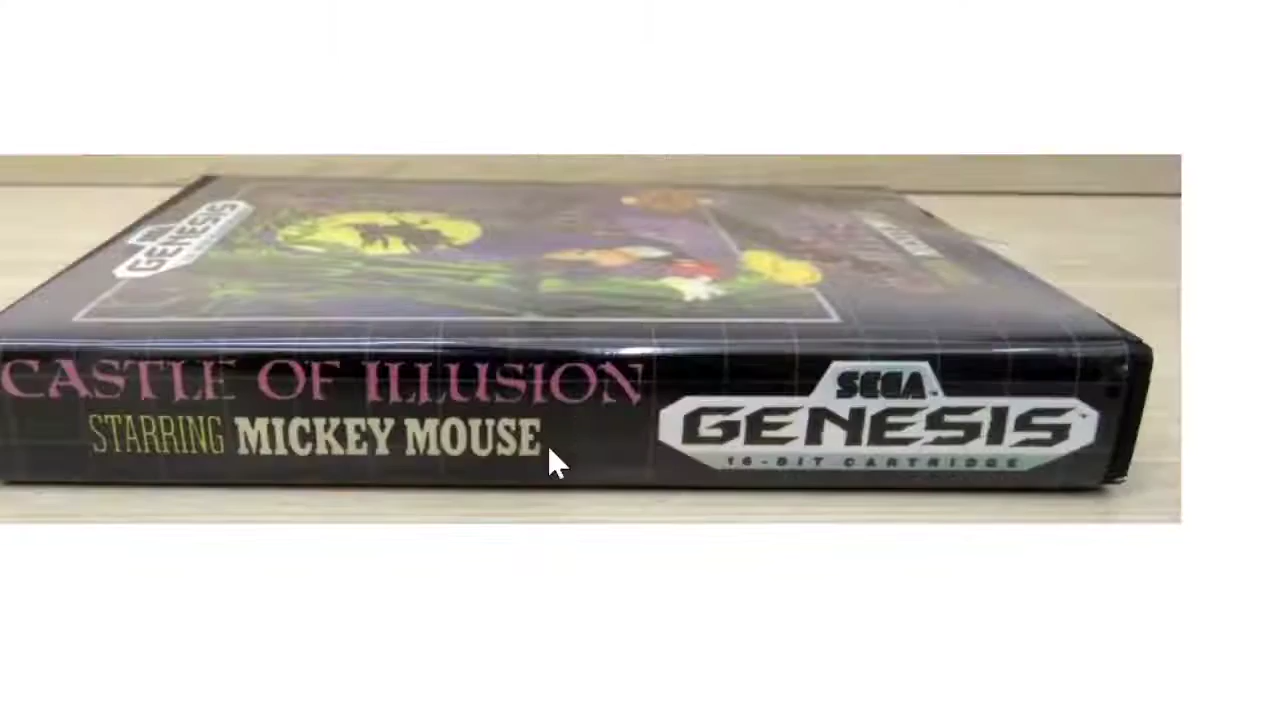 GENESIS
CASTLE OF ILLUSION
STARRING MICKEY MOUSE
SEGA
GENESIS
16-BIT CARTRIDGE